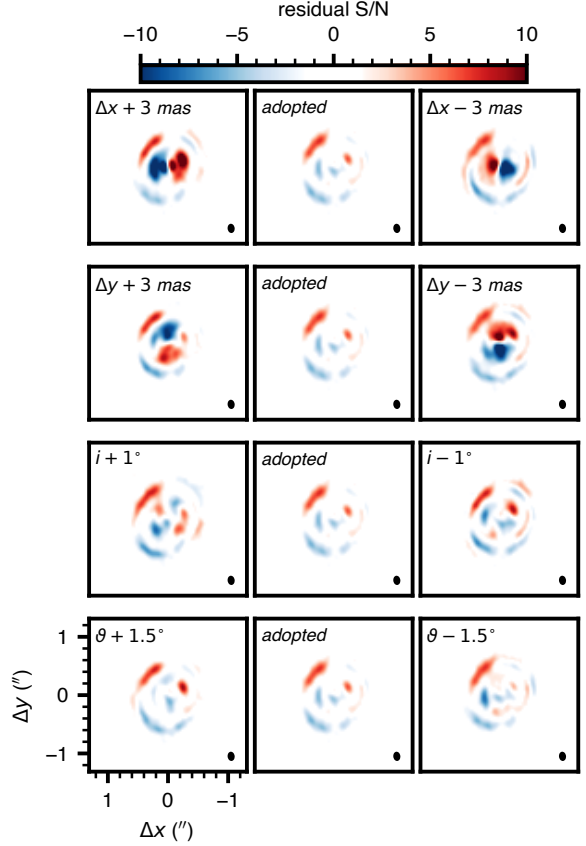 residual S/N
−10 −5 0 5 10
Δx + 3 mas adopted Δx − 3 mas
Δy + 3 mas adopted Δy − 3 mas
i + 1° adopted i − 1°
ϑ + 1.5° adopted ϑ − 1.5°
1
0
−1
Δy (″)
1 0 −1
Δx (″)